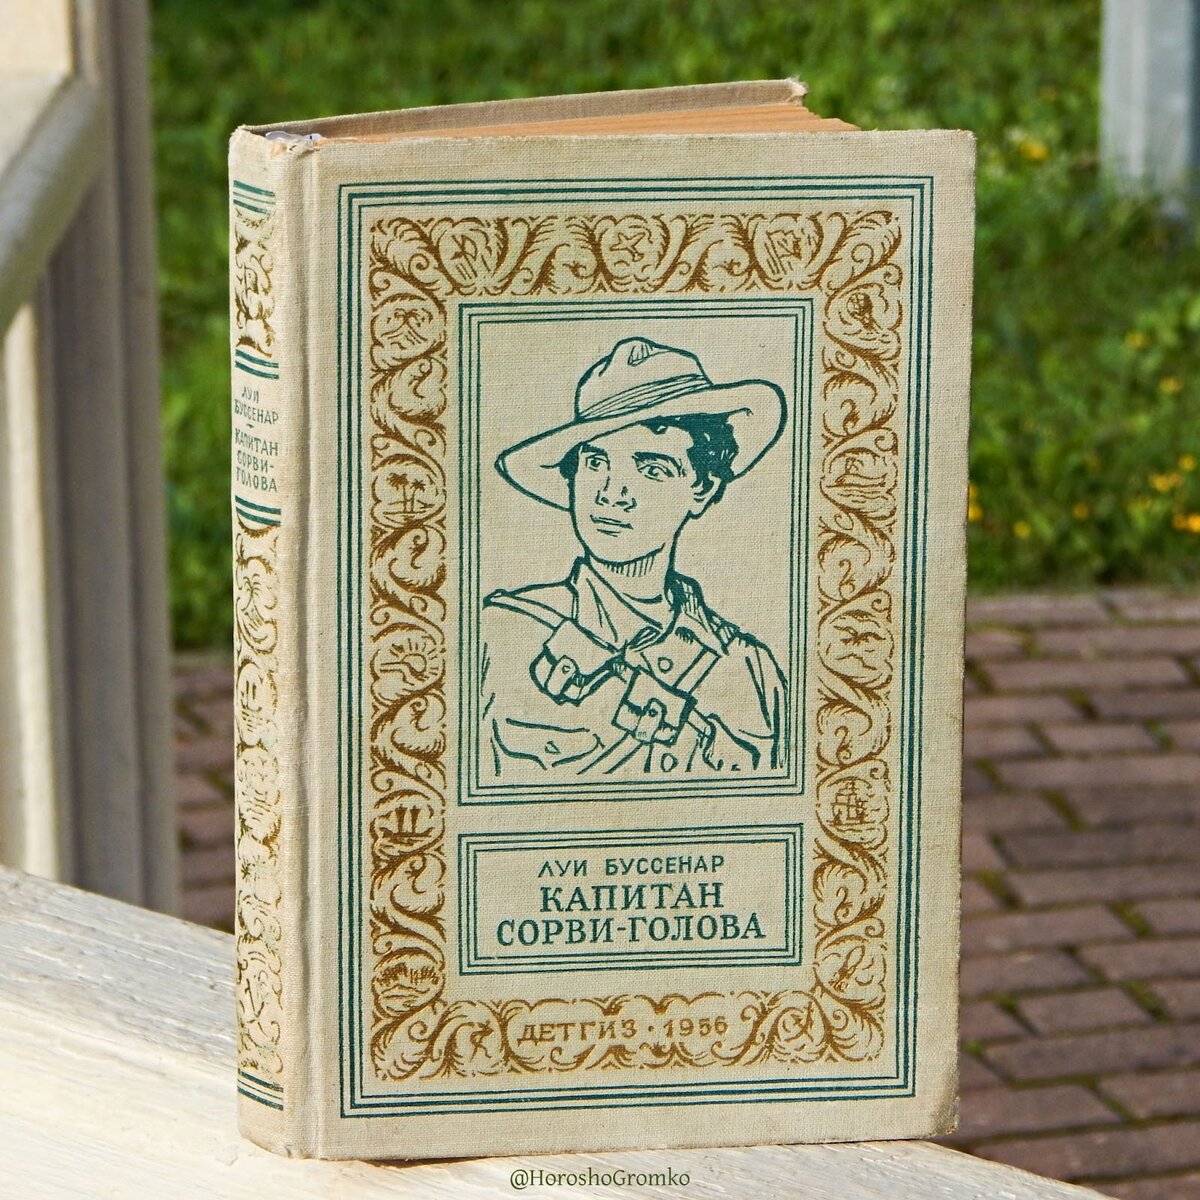 ЛУИ
БУССЕНАР
КАПИТАН
СОРВИ-
ГОЛОВА
ЛУИ БУССЕНАР
КАПИТАН
СОРВИ-ГОЛОВА
ДЕТГИЗ · 1956
@HoroshoGromko